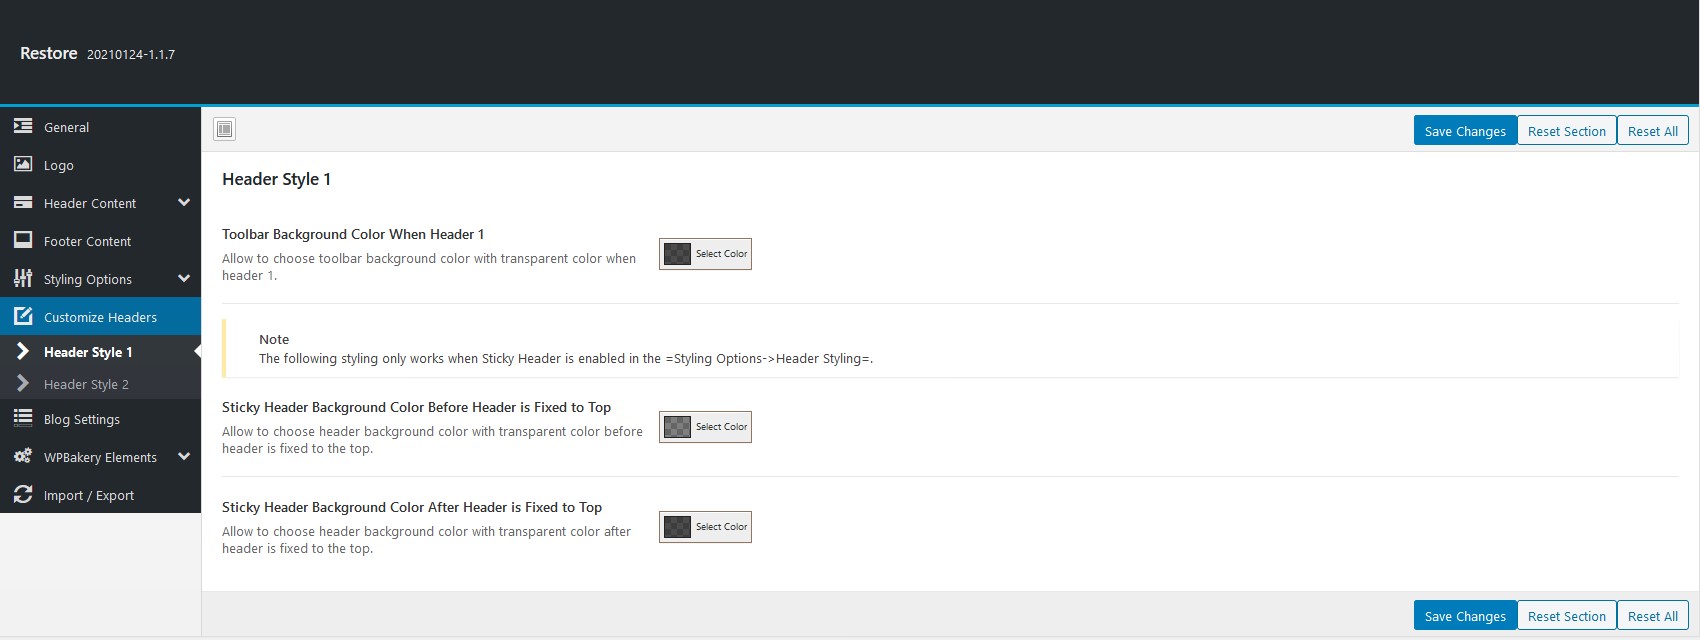 Restore 20210124-1.1.7
General
Logo
Header Content
Footer Content
Styling Options
Customize Headers
Header Style 1
Header Style 2
Blog Settings
WPBakery Elements
Import / Export
Save Changes Reset Section Reset All
Header Style 1
Toolbar Background Color When Header 1
Allow to choose toolbar background color with transparent color when
header 1.
Select Color
Note
The following styling only works when Sticky Header is enabled in the =Styling Options->Header Styling=.
Sticky Header Background Color Before Header is Fixed to Top
Allow to choose header background color with transparent color before
header is fixed to the top.
Select Color
Sticky Header Background Color After Header is Fixed to Top
Allow to choose header background color with transparent color after
header is fixed to the top.
Select Color
Save Changes Reset Section Reset All